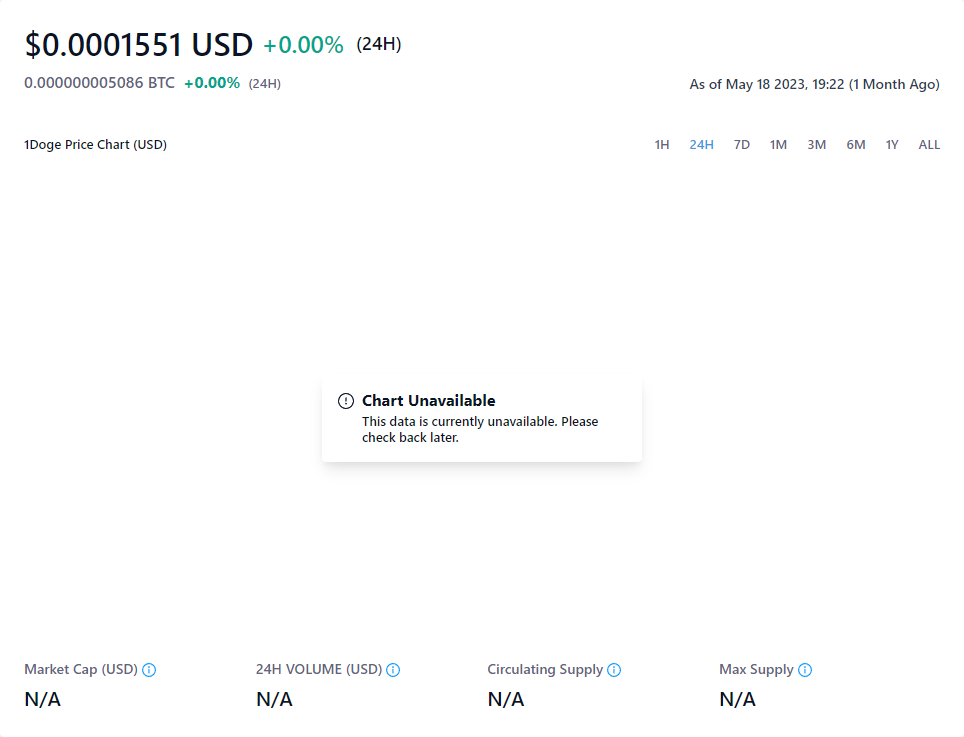 $0.0001551 USD +0.00% (24H)
0.000000005086 BTC +0.00% (24H)
As of May 18 2023, 19:22 (1 Month Ago)
1Doge Price Chart (USD)
1H 24H 7D 1M 3M 6M 1Y ALL
Chart Unavailable
This data is currently unavailable. Please
check back later.
Market Cap (USD)
N/A
24H VOLUME (USD)
N/A
Circulating Supply
N/A
Max Supply
N/A